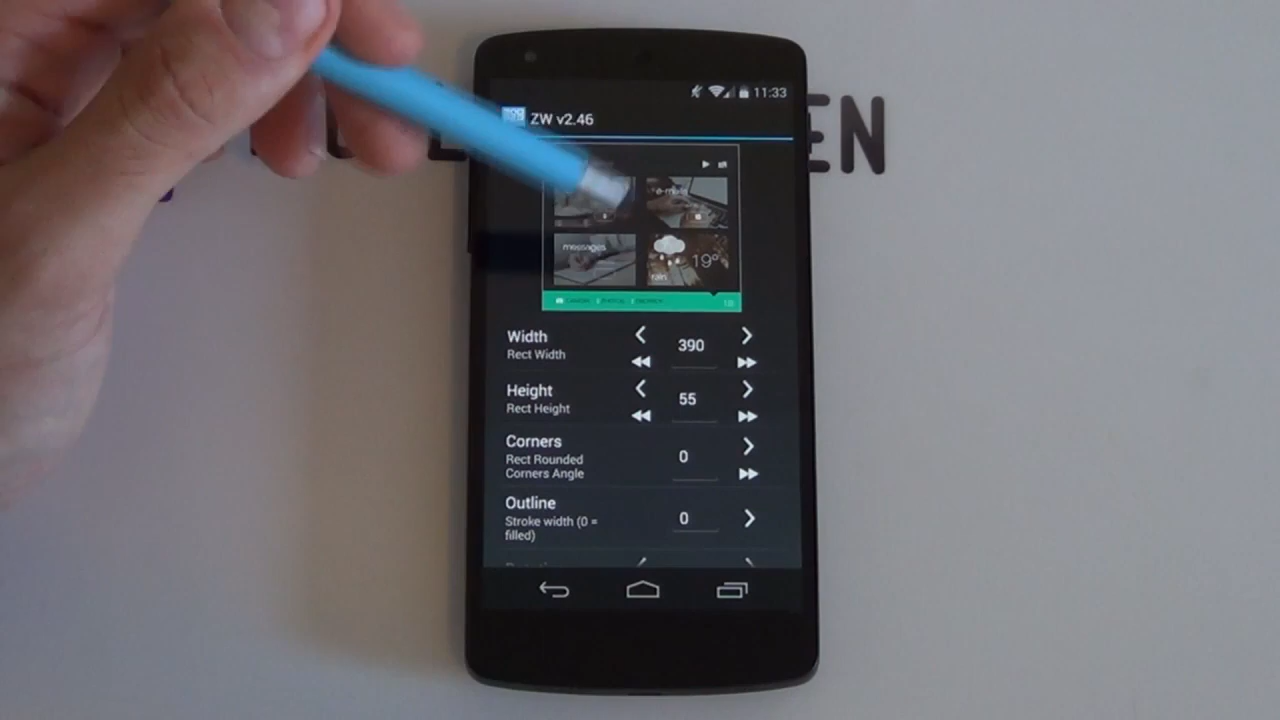 11:33
ZW v2.46
e-mails
messages
19°
rain
Width
Rect Width
390
Height
Rect Height
55
Corners
Rect Rounded
Corners Angle
0
Outline
Stroke width (0 =
filled)
0
EN